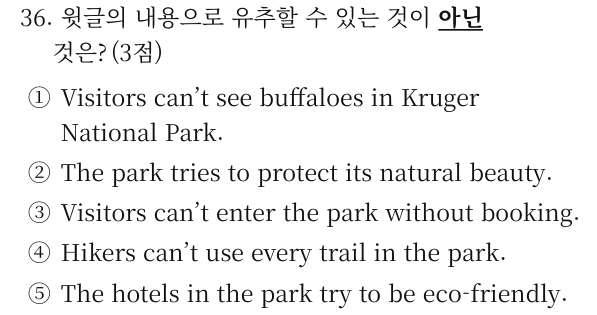 36. 윗글의 내용으로 유추할 수 있는 것이 아닌
것은? (3점)
① Visitors can't see buffaloes in Kruger
National Park.
② The park tries to protect its natural beauty.
③ Visitors can't enter the park without booking.
④ Hikers can't use every trail in the park.
⑤ The hotels in the park try to be eco-friendly.